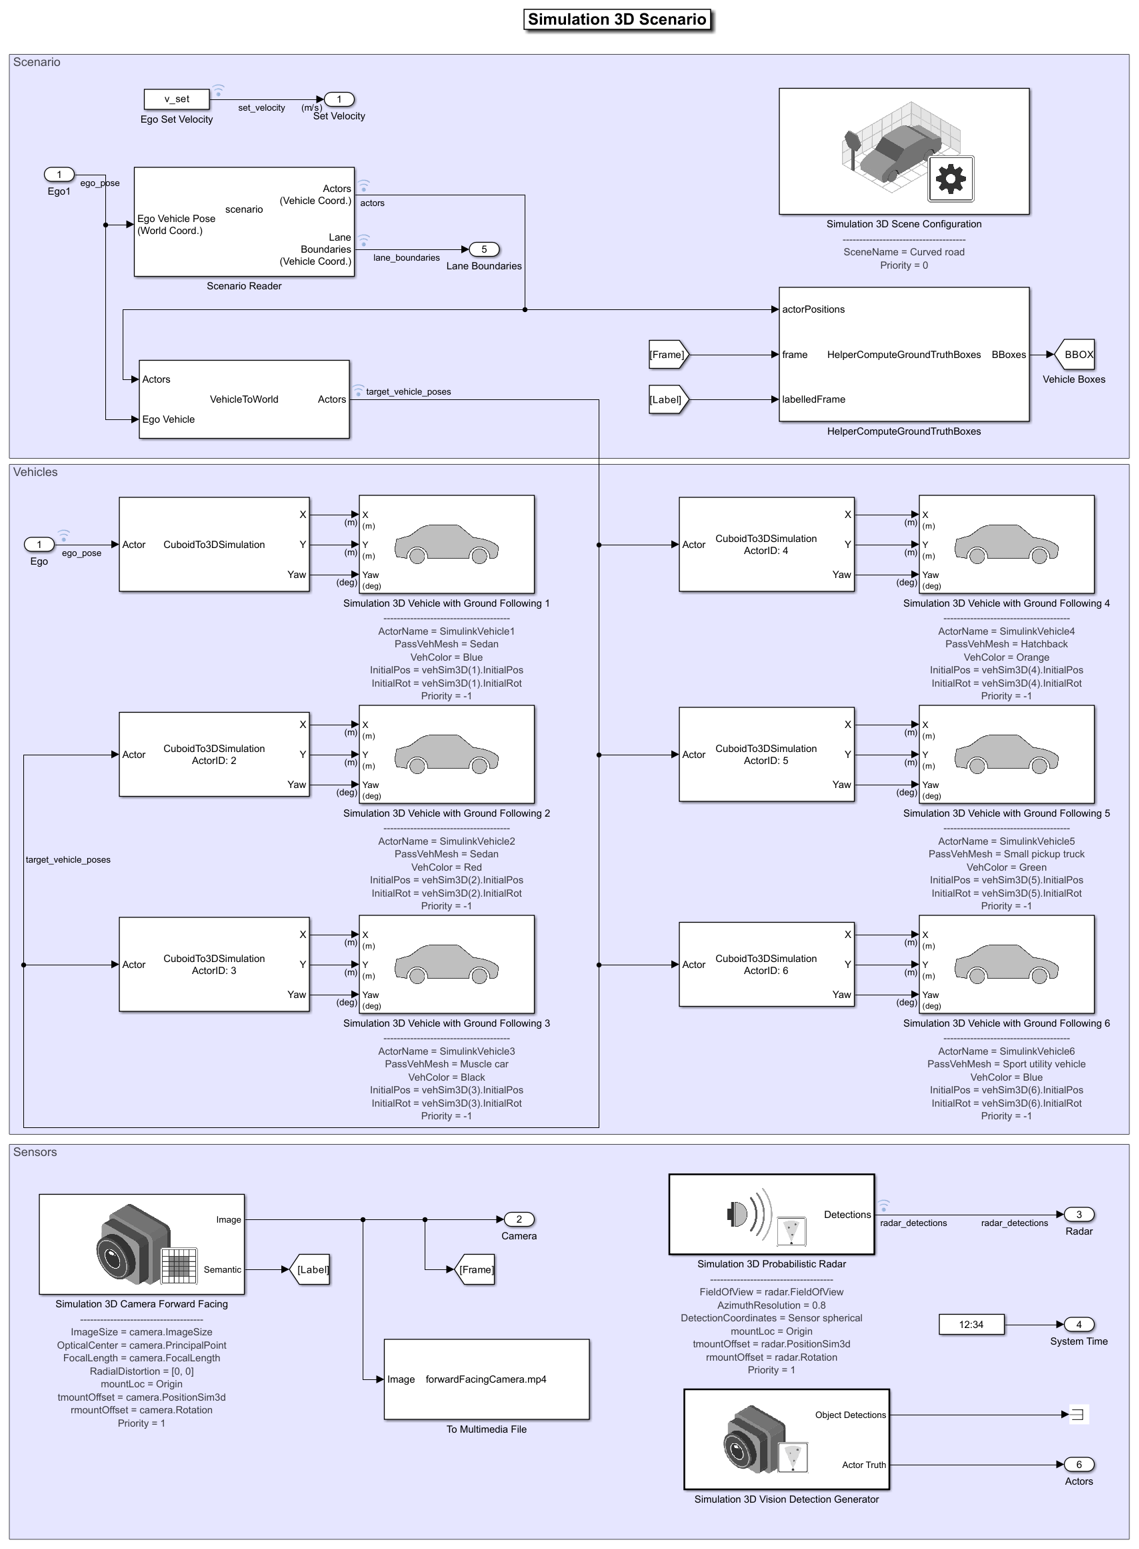 Simulation 3D Scenario
Scenario
v_set
Ego Set Velocity
set_velocity
(m/s)
1
Set Velocity
1
Ego1
ego_pose
Ego Vehicle Pose
(World Coord.)
scenario
Actors
(Vehicle Coord.)
Lane
Boundaries
(Vehicle Coord.)
Scenario Reader
actors
lane_boundaries
5
Lane Boundaries
Simulation 3D Scene Configuration
--------------------------------------
SceneName = Curved road
Priority = 0
Actors
Ego Vehicle
VehicleToWorld
Actors
target_vehicle_poses
[Frame]
[Label]
actorPositions
frame
labelledFrame
HelperComputeGroundTruthBoxes
BBoxes
HelperComputeGroundTruthBoxes
BBOX
Vehicle Boxes
Vehicles
1
Ego
ego_pose
Actor
CuboidTo3DSimulation
X
Y
Yaw
(m)
(m)
(deg)
X
(m)
Y
(m)
Yaw
(deg)
Simulation 3D Vehicle with Ground Following 1
--------------------------------------
ActorName = SimulinkVehicle1
PassVehMesh = Sedan
VehColor = Blue
InitialPos = vehSim3D(1).InitialPos
InitialRot = vehSim3D(1).InitialRot
Priority = -1
Actor
CuboidTo3DSimulation
ActorID: 4
X
Y
Yaw
(m)
(m)
(deg)
X
(m)
Y
(m)
Yaw
(deg)
Simulation 3D Vehicle with Ground Following 4
--------------------------------------
ActorName = SimulinkVehicle4
PassVehMesh = Hatchback
VehColor = Orange
InitialPos = vehSim3D(4).InitialPos
InitialRot = vehSim3D(4).InitialRot
Priority = -1
Actor
CuboidTo3DSimulation
ActorID: 2
X
Y
Yaw
(m)
(m)
(deg)
X
(m)
Y
(m)
Yaw
(deg)
Simulation 3D Vehicle with Ground Following 2
--------------------------------------
ActorName = SimulinkVehicle2
PassVehMesh = Sedan
VehColor = Red
InitialPos = vehSim3D(2).InitialPos
InitialRot = vehSim3D(2).InitialRot
Priority = -1
Actor
CuboidTo3DSimulation
ActorID: 5
X
Y
Yaw
(m)
(m)
(deg)
X
(m)
Y
(m)
Yaw
(deg)
Simulation 3D Vehicle with Ground Following 5
--------------------------------------
ActorName = SimulinkVehicle5
PassVehMesh = Small pickup truck
VehColor = Green
InitialPos = vehSim3D(5).InitialPos
InitialRot = vehSim3D(5).InitialRot
Priority = -1
target_vehicle_poses
Actor
CuboidTo3DSimulation
ActorID: 3
X
Y
Yaw
(m)
(m)
(deg)
X
(m)
Y
(m)
Yaw
(deg)
Simulation 3D Vehicle with Ground Following 3
--------------------------------------
ActorName = SimulinkVehicle3
PassVehMesh = Muscle car
VehColor = Black
InitialPos = vehSim3D(3).InitialPos
InitialRot = vehSim3D(3).InitialRot
Priority = -1
Actor
CuboidTo3DSimulation
ActorID: 6
X
Y
Yaw
(m)
(m)
(deg)
X
(m)
Y
(m)
Yaw
(deg)
Simulation 3D Vehicle with Ground Following 6
--------------------------------------
ActorName = SimulinkVehicle6
PassVehMesh = Sport utility vehicle
VehColor = Blue
InitialPos = vehSim3D(6).InitialPos
InitialRot = vehSim3D(6).InitialRot
Priority = -1
Sensors
Image
Semantic
Simulation 3D Camera Forward Facing
--------------------------------------
ImageSize = camera.ImageSize
OpticalCenter = camera.PrincipalPoint
FocalLength = camera.FocalLength
RadialDistortion = [0, 0]
mountLoc = Origin
tmountOffset = camera.PositionSim3d
rmountOffset = camera.Rotation
Priority = 1
[Label]
2
Camera
[Frame]
Image
forwardFacingCamera.mp4
To Multimedia File
Detections
Simulation 3D Probabilistic Radar
--------------------------------------
FieldOfView = radar.FieldOfView
AzimuthResolution = 0.8
DetectionCoordinates = Sensor spherical
mountLoc = Origin
tmountOffset = radar.PositionSim3d
rmountOffset = radar.Rotation
Priority = 1
radar_detections
radar_detections
3
Radar
12:34
4
System Time
Object Detections
Actor Truth
Simulation 3D Vision Detection Generator
6
Actors